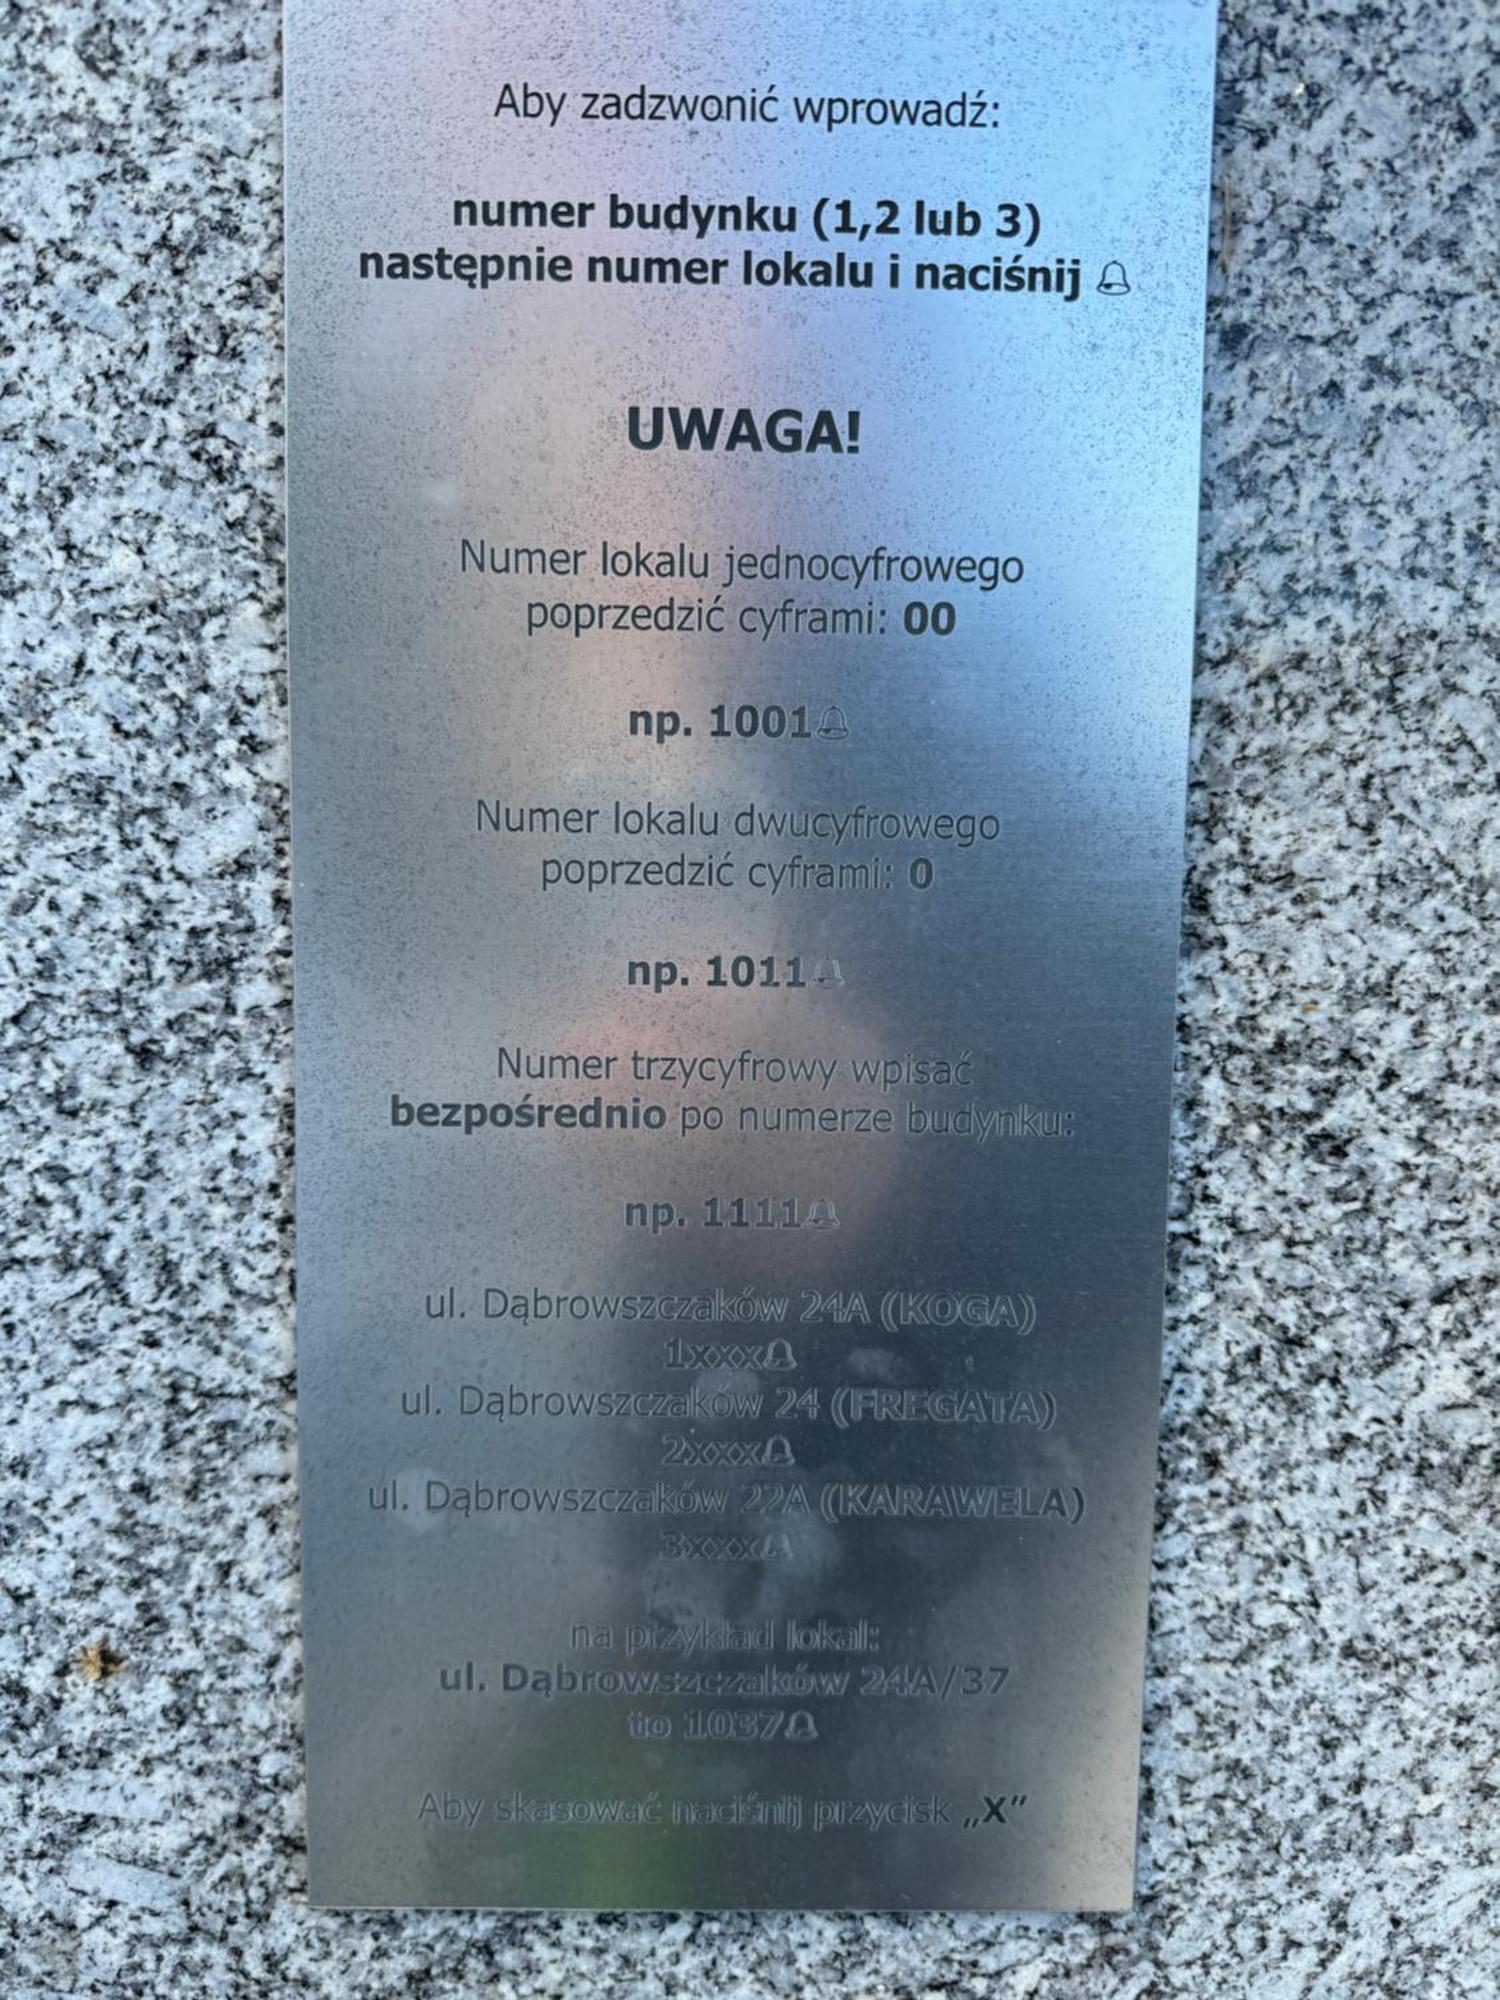 Aby zadzwonić wprowadź:
numer budynku (1,2 lub 3)
następnie numer lokalu i naciśnij
UWAGA!
Numer lokalu jednocyfrowego
poprzedzić cyframi: 00
np. 1001
Numer lokalu dwucyfrowego
poprzedzić cyframi: 0
np. 1011
Numer trzycyfrowy wpisać
bezpośrednio po numerze budynku:
np. 1111
ul. Dąbrowszczaków 24A (KOGA)
1xxx
ul. Dąbrowszczaków 24 (FREGATA)
2xxx
ul. Dąbrowszczaków 22A (KARAWELA)
3xxx
na przykład lokal:
ul. Dąbrowszczaków 24A/37
to 1037
Aby skasować naciśnij przycisk „X”